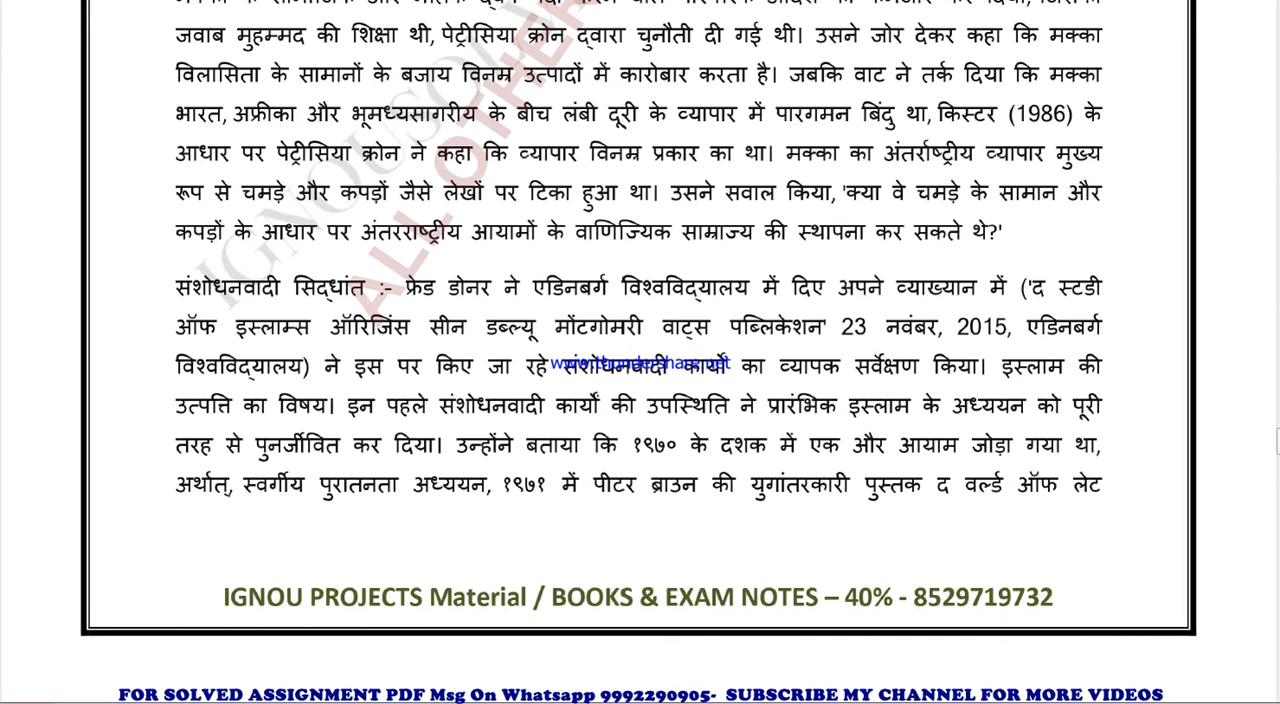 जवाब मुहम्मद की शिक्षा थी, पेट्रीसिया क्रोन द्वारा चुनौती दी गई थी। उसने जोर देकर कहा कि मक्का
विलासिता के सामानों के बजाय विनम्र उत्पादों में कारोबार करता है। जबकि वाट ने तर्क दिया कि मक्का
भारत, अफ्रीका और भूमध्यसागरीय के बीच लंबी दूरी के व्यापार में पारगमन बिंदु था, किस्टर (1986) के
आधार पर पेट्रीसिया क्रोन ने कहा कि व्यापार विनम्र प्रकार का था। मक्का का अंतर्राष्ट्रीय व्यापार मुख्य
रूप से चमड़े और कपड़ों जैसे लेखों पर टिका हुआ था। उसने सवाल किया, 'क्या वे चमड़े के सामान और
कपड़ों के आधार पर अंतरराष्ट्रीय आयामों के वाणिज्यिक साम्राज्य की स्थापना कर सकते थे?'
संशोधनवादी सिद्धांत :- फ्रेड डोनर ने एडिनबर्ग विश्वविद्यालय में दिए अपने व्याख्यान में ('द स्टडी
ऑफ इस्लाम्स ऑरिजिंस सीन डब्ल्यू मोंटगोमरी वाट्स पब्लिकेशन' 23 नवंबर, 2015, एडिनबर्ग
विश्वविद्यालय) ने इस पर किए जा रहे संशोधनवादी कार्यों का व्यापक सर्वेक्षण किया। इस्लाम की
www.thundershare.net
उत्पत्ति का विषय। इन पहले संशोधनवादी कार्यों की उपस्थिति ने प्रारंभिक इस्लाम के अध्ययन को पूरी
तरह से पुनर्जीवित कर दिया। उन्होंने बताया कि १९७० के दशक में एक और आयाम जोड़ा गया था,
अर्थात्, स्वर्गीय पुरातनता अध्ययन, १९७१ में पीटर ब्राउन की युगांतरकारी पुस्तक द वर्ल्ड ऑफ लेट
IGNOU PROJECTS Material / BOOKS & EXAM NOTES – 40% - 8529719732
FOR SOLVED ASSIGNMENT PDF Msg On Whatsapp 9992290905- SUBSCRIBE MY CHANNEL FOR MORE VIDEOS